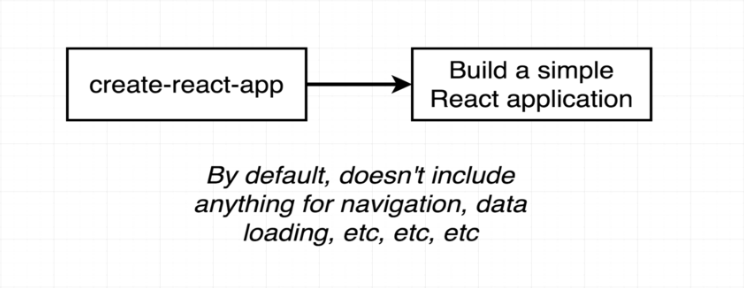 create-react-app
Build a simple
React application
By default, doesn't include
anything for navigation, data
loading, etc, etc, etc